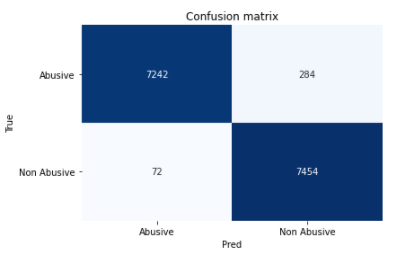 Confusion matrix
Abusive
7242
284
True
Non Abusive
72
7454
Abusive
Non Abusive
Pred